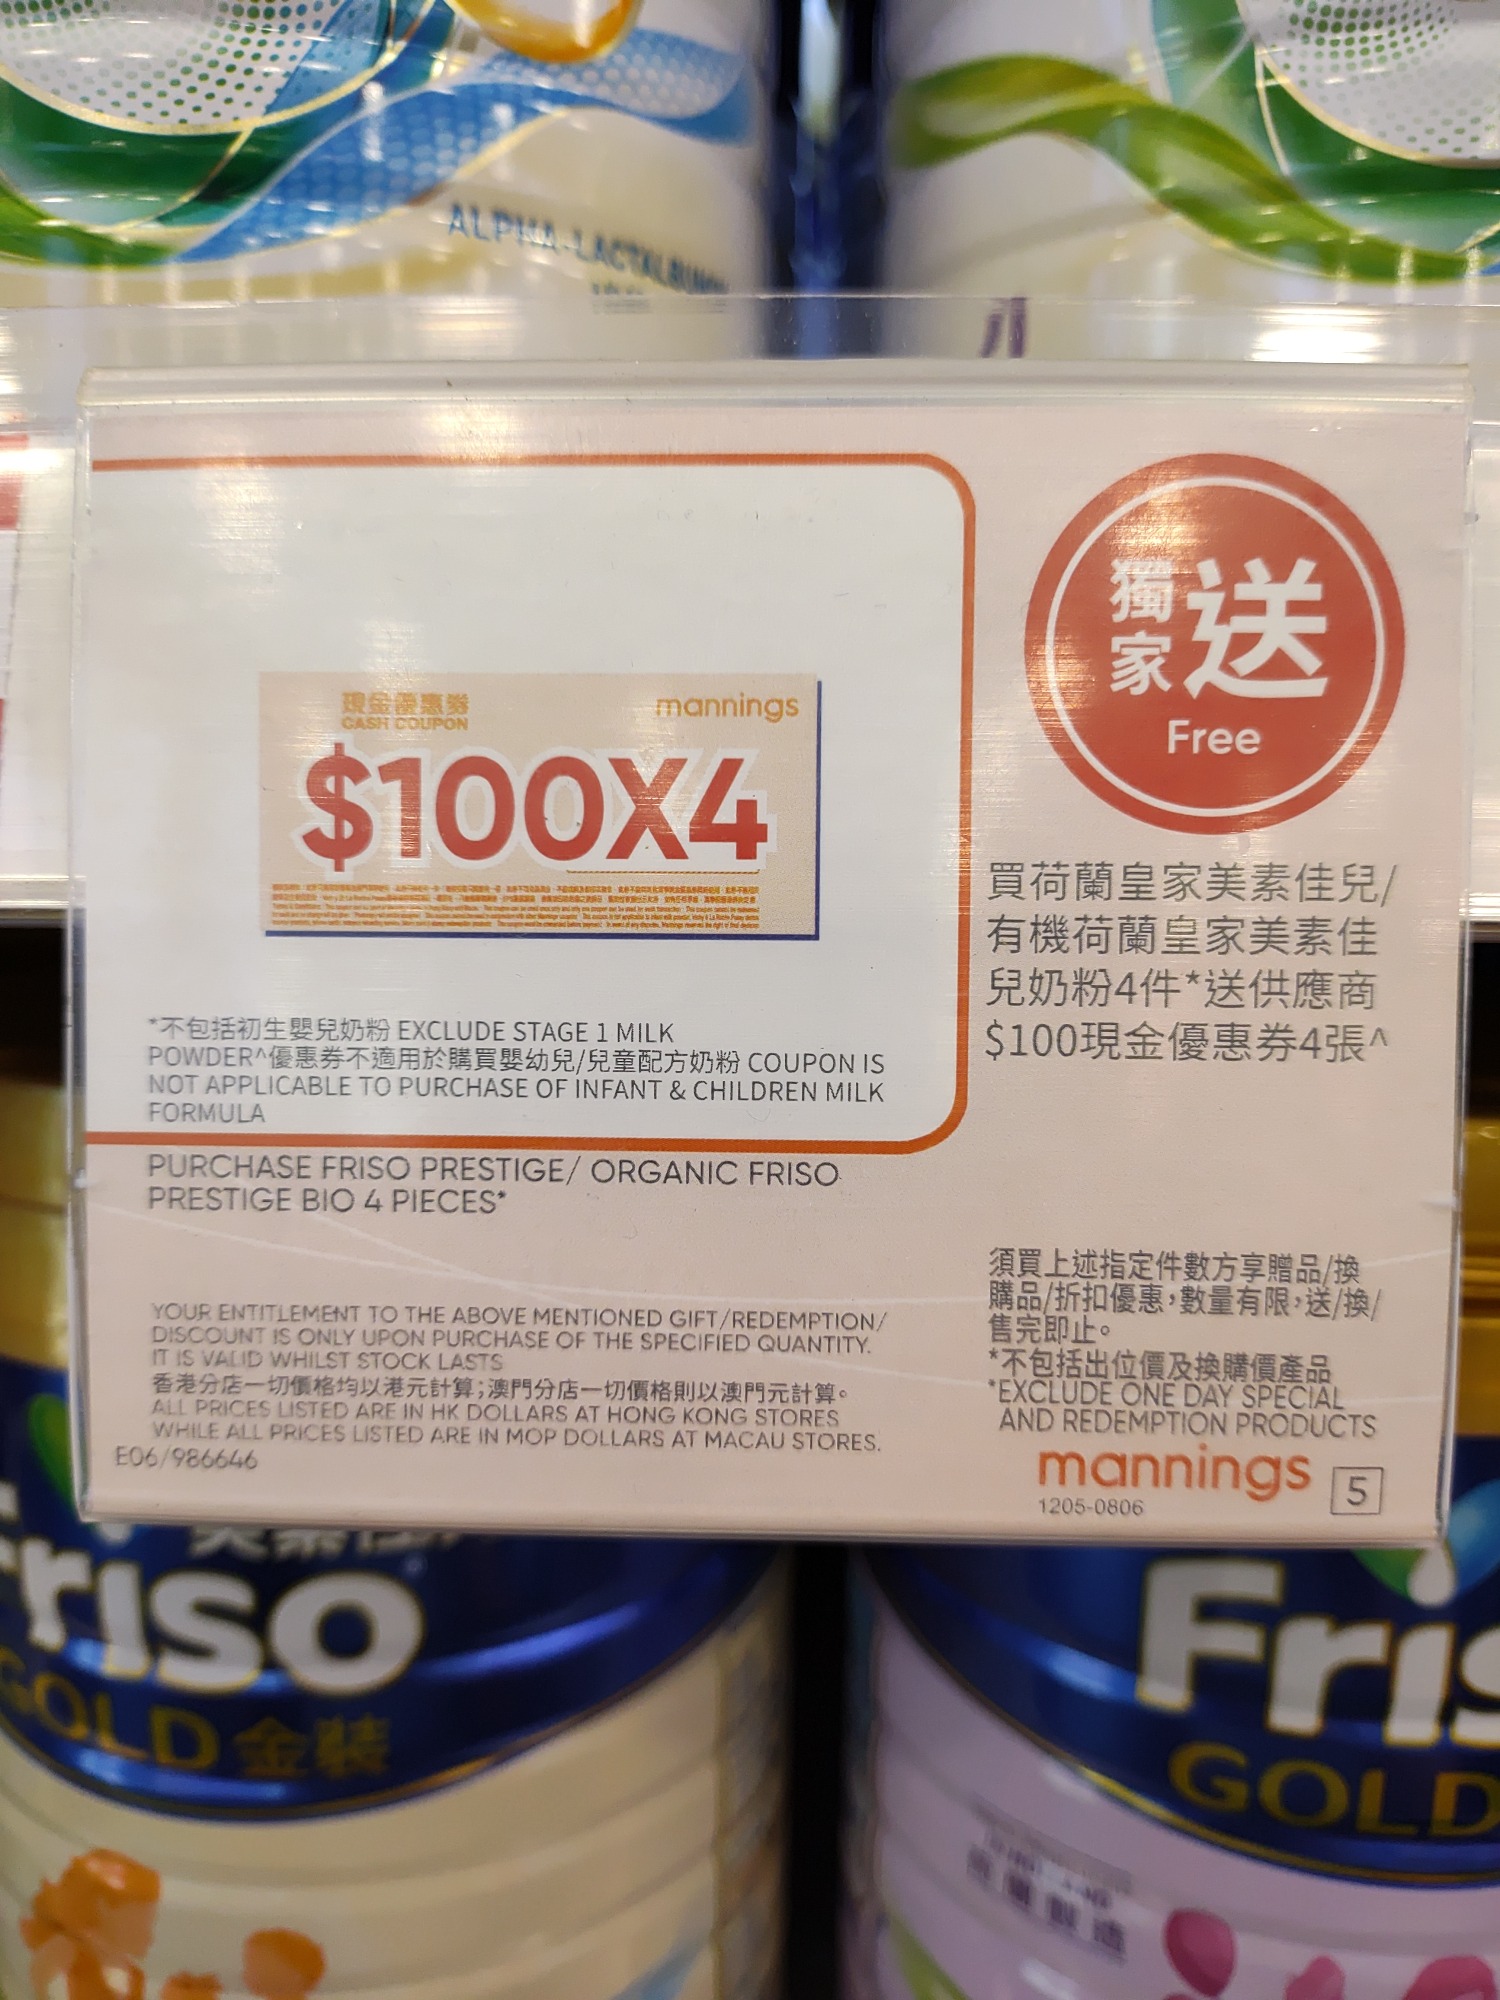 ALPHA-LACTALBUMIN
獨家送
Free
現金優惠券
CASH COUPON
mannings
$100X4
*不包括初生嬰兒奶粉 EXCLUDE STAGE 1 MILK
POWDER^優惠券不適用於購買嬰幼兒/兒童配方奶粉 COUPON IS
NOT APPLICABLE TO PURCHASE OF INFANT & CHILDREN MILK
FORMULA
買荷蘭皇家美素佳兒/
有機荷蘭皇家美素佳
兒奶粉4件*送供應商
$100現金優惠券4張^
PURCHASE FRISO PRESTIGE/ ORGANIC FRISO
PRESTIGE BIO 4 PIECES*
YOUR ENTITLEMENT TO THE ABOVE MENTIONED GIFT/REDEMPTION/
DISCOUNT IS ONLY UPON PURCHASE OF THE SPECIFIED QUANTITY.
IT IS VALID WHILST STOCK LASTS
香港分店一切價格均以港元計算;澳門分店一切價格則以澳門元計算。
ALL PRICES LISTED ARE IN HK DOLLARS AT HONG KONG STORES
WHILE ALL PRICES LISTED ARE IN MOP DOLLARS AT MACAU STORES.
E06/986646
須買上述指定件數方享贈品/換
購品/折扣優惠,數量有限,送/換/
售完即止。
*不包括出位價及換購價產品
*EXCLUDE ONE DAY SPECIAL
AND REDEMPTION PRODUCTS
mannings
1205-0806
5
Friso
GOLD 金裝
Fris
GOLD